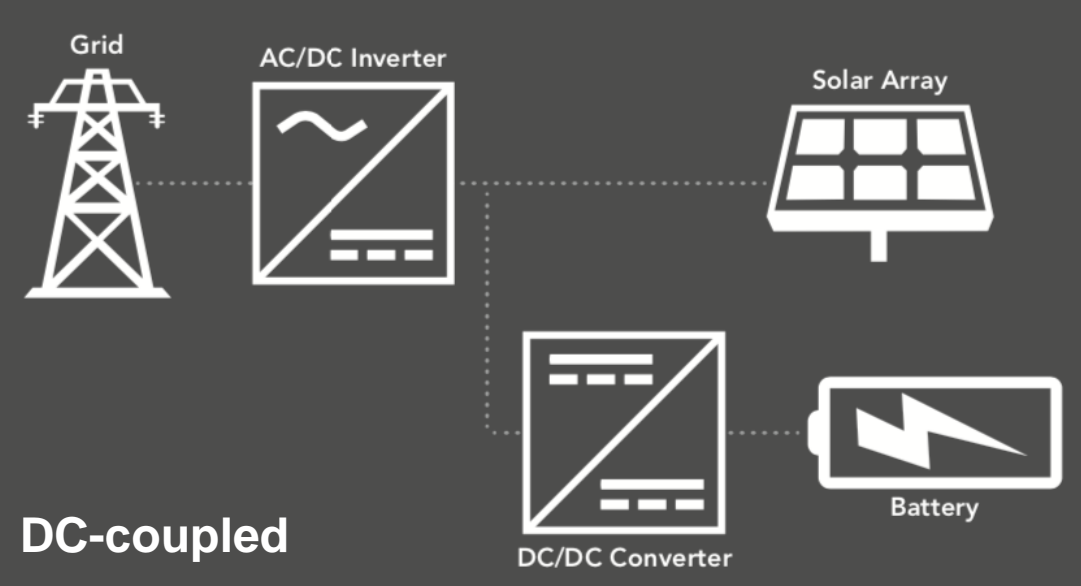 Grid
AC/DC Inverter
Solar Array
Battery
DC-coupled
DC/DC Converter